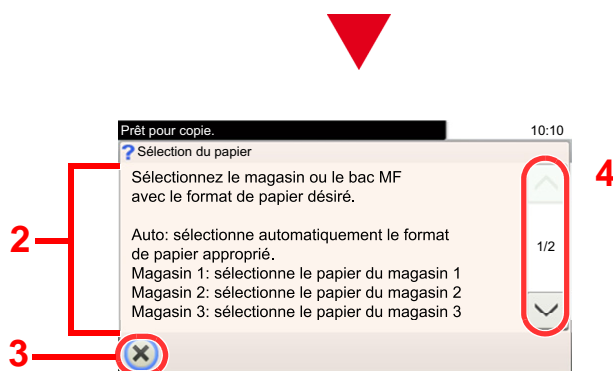 Prêt pour copie. 10:10
? Sélection du papier
Sélectionnez le magasin ou le bac MF
avec le format de papier désiré.
4
Auto: sélectionne automatiquement le format
de papier approprié.
2
1/2
Magasin 1: sélectionne le papier du magasin 1
Magasin 2: sélectionne le papier du magasin 2
Magasin 3: sélectionne le papier du magasin 3
3